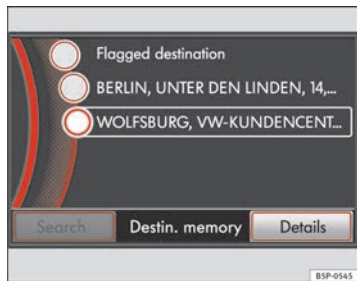 Flagged destination
BERLIN, UNTER DEN LINDEN, 14,...
WOLFSBURG, VW-KUNDENCENT...
Search Destin. memory Details
B5P-0545